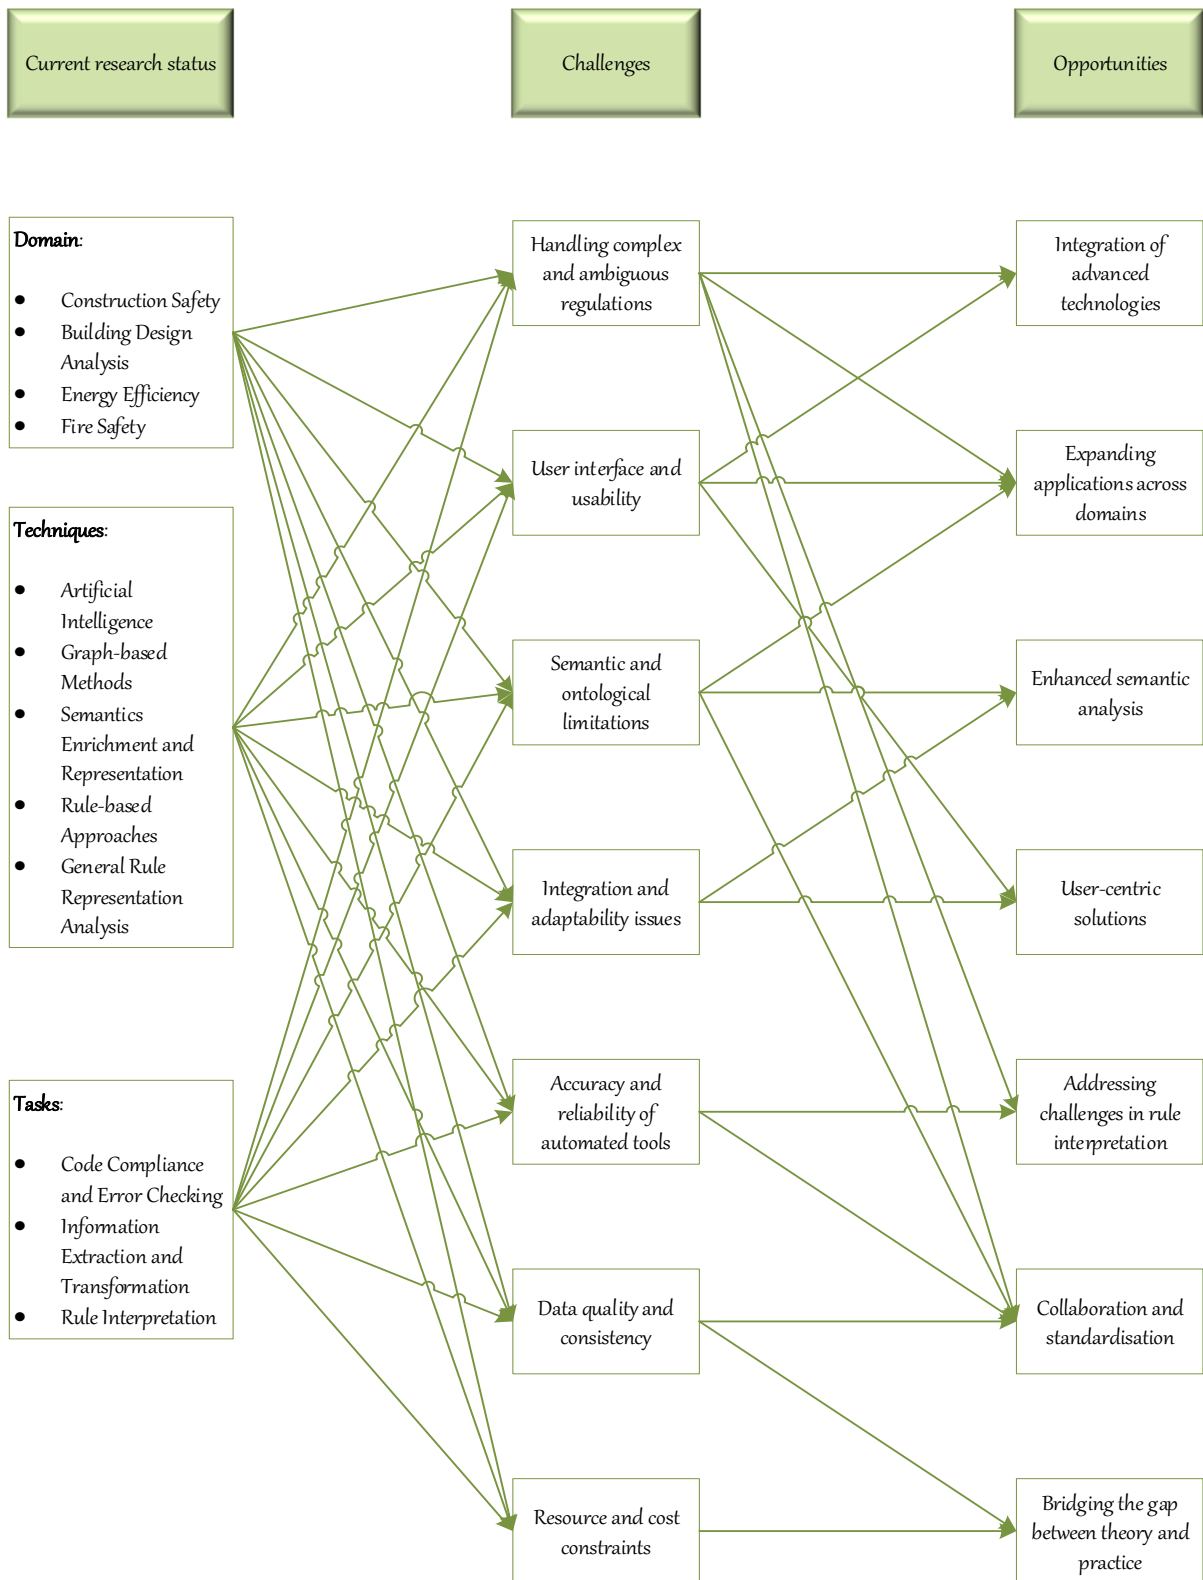 Current research status
Challenges
Opportunities
Domain:
● Construction Safety
● Building Design
Analysis
● Energy Efficiency
● Fire Safety
Techniques:
● Artificial
Intelligence
● Graph-based
Methods
● Semantics
Enrichment and
Representation
● Rule-based
Approaches
● General Rule
Representation
Analysis
Tasks:
● Code Compliance
and Error Checking
● Information
Extraction and
Transformation
● Rule Interpretation
Handling complex
and ambiguous
regulations
User interface and
usability
Semantic and
ontological
limitations
Integration and
adaptability issues
Accuracy and
reliability of
automated tools
Data quality and
consistency
Resource and cost
constraints
Integration of
advanced
technologies
Expanding
applications across
domains
Enhanced semantic
analysis
User-centric
solutions
Addressing
challenges in rule
interpretation
Collaboration and
standardisation
Bridging the gap
between theory and
practice